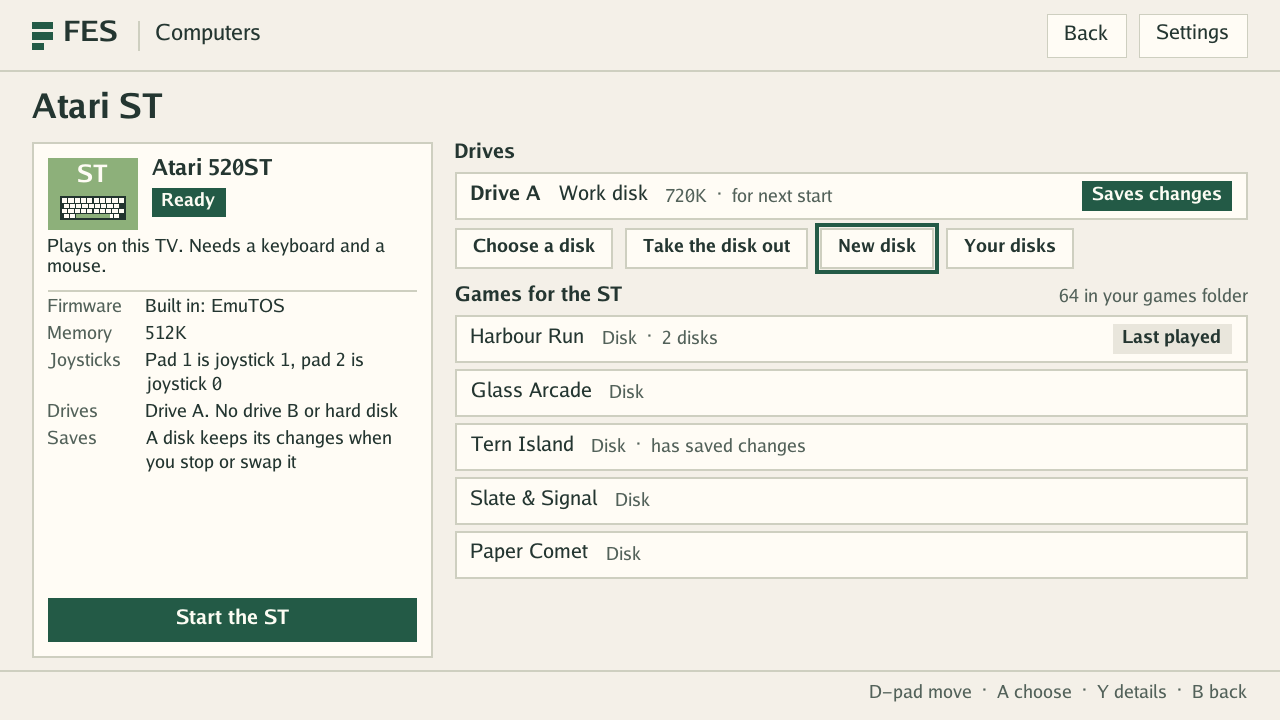 FES
Computers
Back
Settings
Atari ST
ST
Atari 520ST
Ready
Plays on this TV. Needs a keyboard and a
mouse.
Firmware Built in: EmuTOS
Memory 512K
Joysticks Pad 1 is joystick 1, pad 2 is
joystick 0
Drives Drive A. No drive B or hard disk
Saves A disk keeps its changes when
you stop or swap it
Start the ST
Drives
Drive A Work disk 720K · for next start Saves changes
Choose a disk
Take the disk out
New disk
Your disks
Games for the ST
64 in your games folder
Harbour Run Disk · 2 disks Last played
Glass Arcade Disk
Tern Island Disk · has saved changes
Slate & Signal Disk
Paper Comet Disk
D-pad move · A choose · Y details · B back